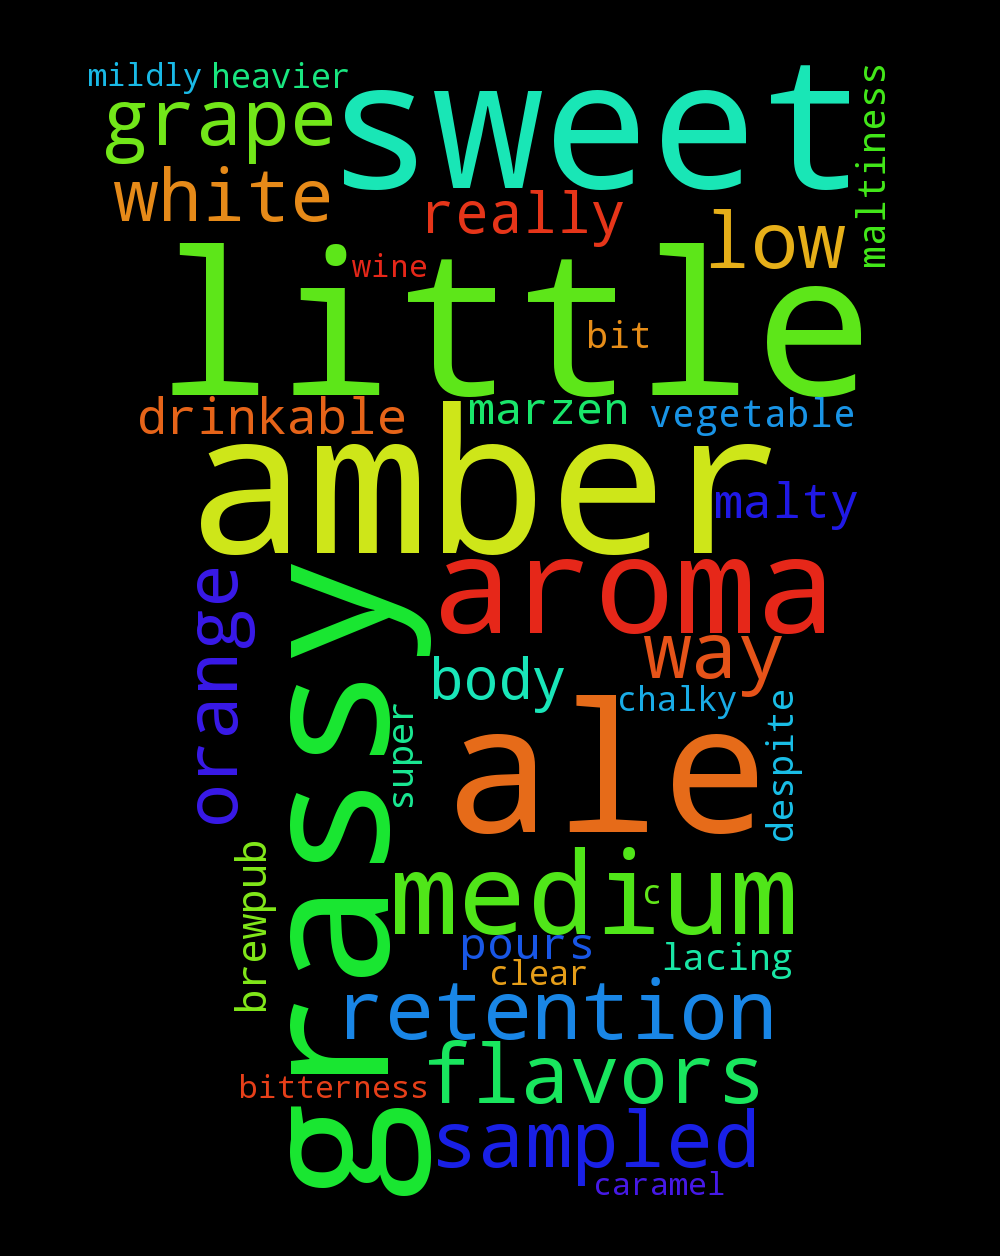 mildly heavier
sweet
grape
maltiness
white
really
low
little
wine
bit
drinkable
marzen
vegetable
amber
malty
aroma
orange
grassy
way
body
chalky
super
ale
despite
brewpub
medium
c
pours
lacing
clear
retention
flavors
bitterness
sampled
caramel